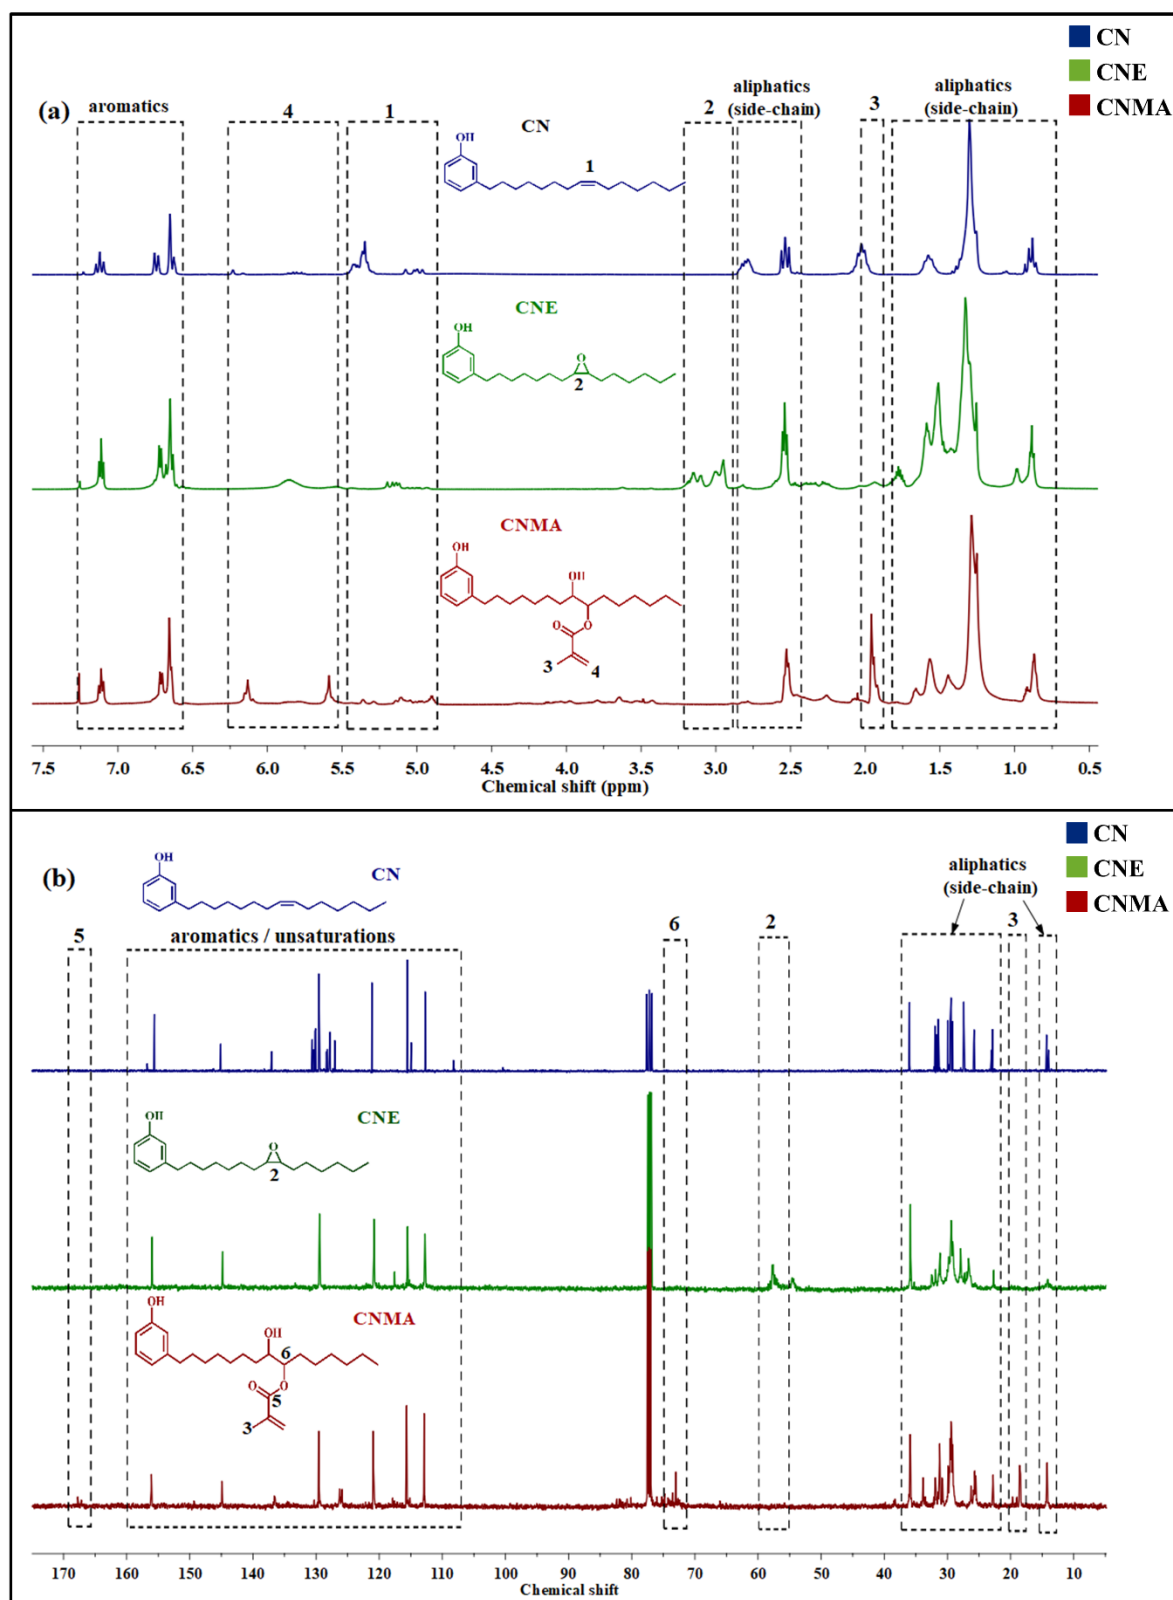 CN
CNE
CNMA
(a)
aromatics
4
1
2
aliphatics
(side-chain)
3
aliphatics
(side-chain)
CN
OH
1
CNE
OH
O
2
CNMA
OH
OH
O
O
3
4
7.5 7.0 6.5 6.0 5.5 5.0 4.5 4.0 3.5 3.0 2.5 2.0 1.5 1.0 0.5
Chemical shift (ppm)
CN
CNE
CNMA
(b)
OH
CN
aliphatics
(side-chain)
5
aromatics / unsaturations
6
2
3
CNE
OH
O
2
CNMA
OH
OH
6
O
O
5
3
170 160 150 140 130 120 110 100 90 80 70 60 50 40 30 20 10
Chemical shift